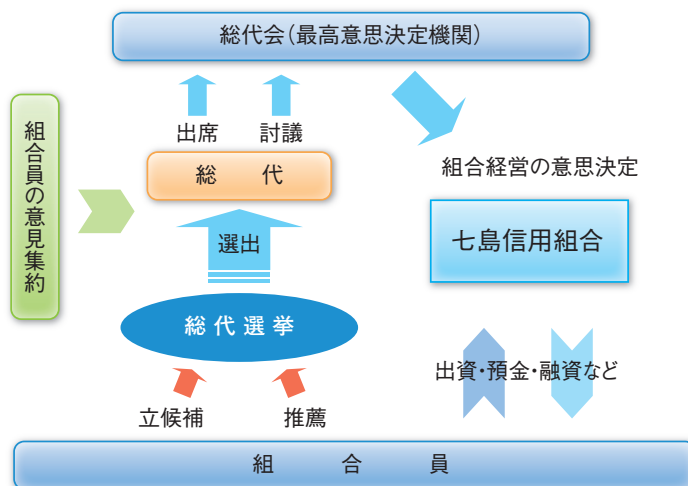 総代会(最高意思決定機関)
出席
討議
組合員の意見集約
総代
組合経営の意思決定
選出
七島信用組合
総代選挙
出資・預金・融資など
立候補
推薦
組合員